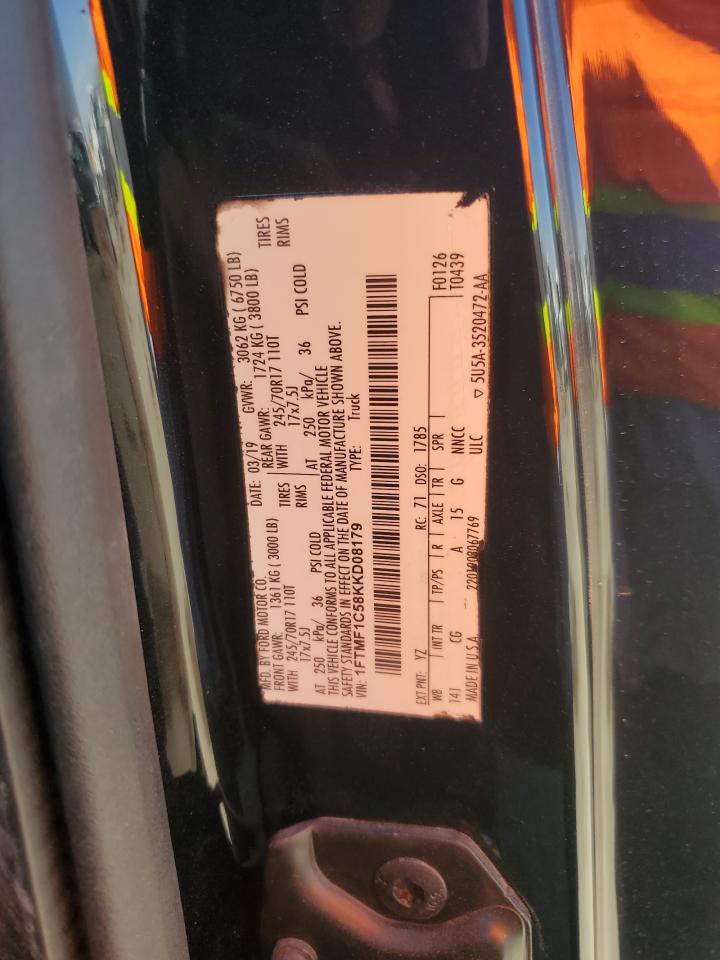 MFD. BY FORD MOTOR CO.
DATE: 03/19 GVWR: 3062 KG ( 6750 LB)
FRONT GAWR: 1361 KG ( 3000 LB) REAR GAWR: 1724 KG ( 3800 LB)
WITH 245/70R17 110T TIRES WITH 245/70R17 110T TIRES
17x7.5J RIMS 17x7.5J RIMS
AT 250 kPa/ 36 PSI COLD AT 250 kPa/ 36 PSI COLD
THIS VEHICLE CONFORMS TO ALL APPLICABLE FEDERAL MOTOR VEHICLE
SAFETY STANDARDS IN EFFECT ON THE DATE OF MANUFACTURE SHOWN ABOVE.
VIN: 1FTMF1C58KKD08179 TYPE: Truck
F0126
T0439
EXT PNT: YZ RC: 71 DSO: 1785
WB INT TR TP/PS R AXLE TR SPR
141 CG A 15 G NNCC
MADE IN U.S.A. ULC
▽ 5U5A-3520472-AA